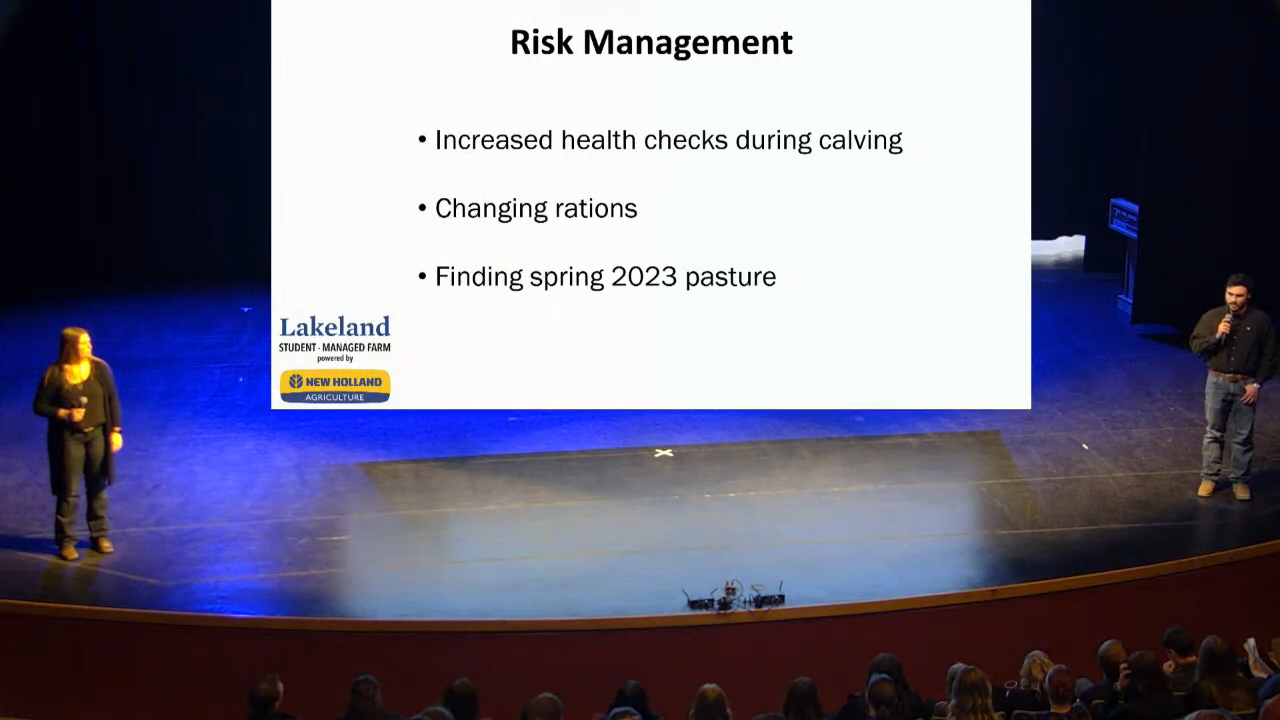 Risk Management
• Increased health checks during calving
• Changing rations
• Finding spring 2023 pasture
Lakeland
STUDENT - MANAGED FARM
powered by
NEW HOLLAND
AGRICULTURE